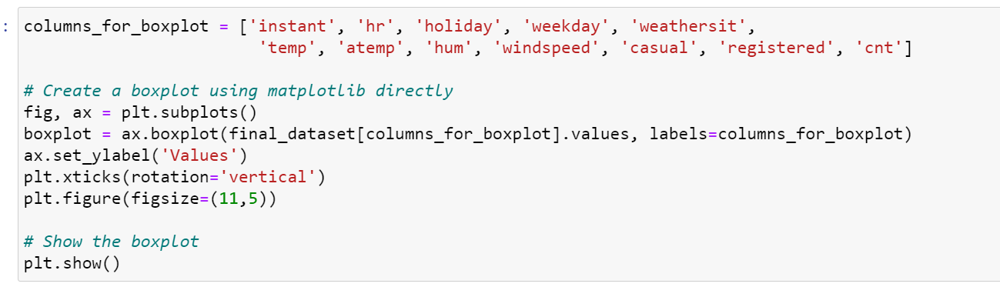 : columns_for_boxplot = ['instant', 'hr', 'holiday', 'weekday', 'weathersit',
'temp', 'atemp', 'hum', 'windspeed', 'casual', 'registered', 'cnt']
# Create a boxplot using matplotlib directly
fig, ax = plt.subplots()
boxplot = ax.boxplot(final_dataset[columns_for_boxplot].values, labels=columns_for_boxplot)
ax.set_ylabel('Values')
plt.xticks(rotation='vertical')
plt.figure(figsize=(11,5))
# Show the boxplot
plt.show()